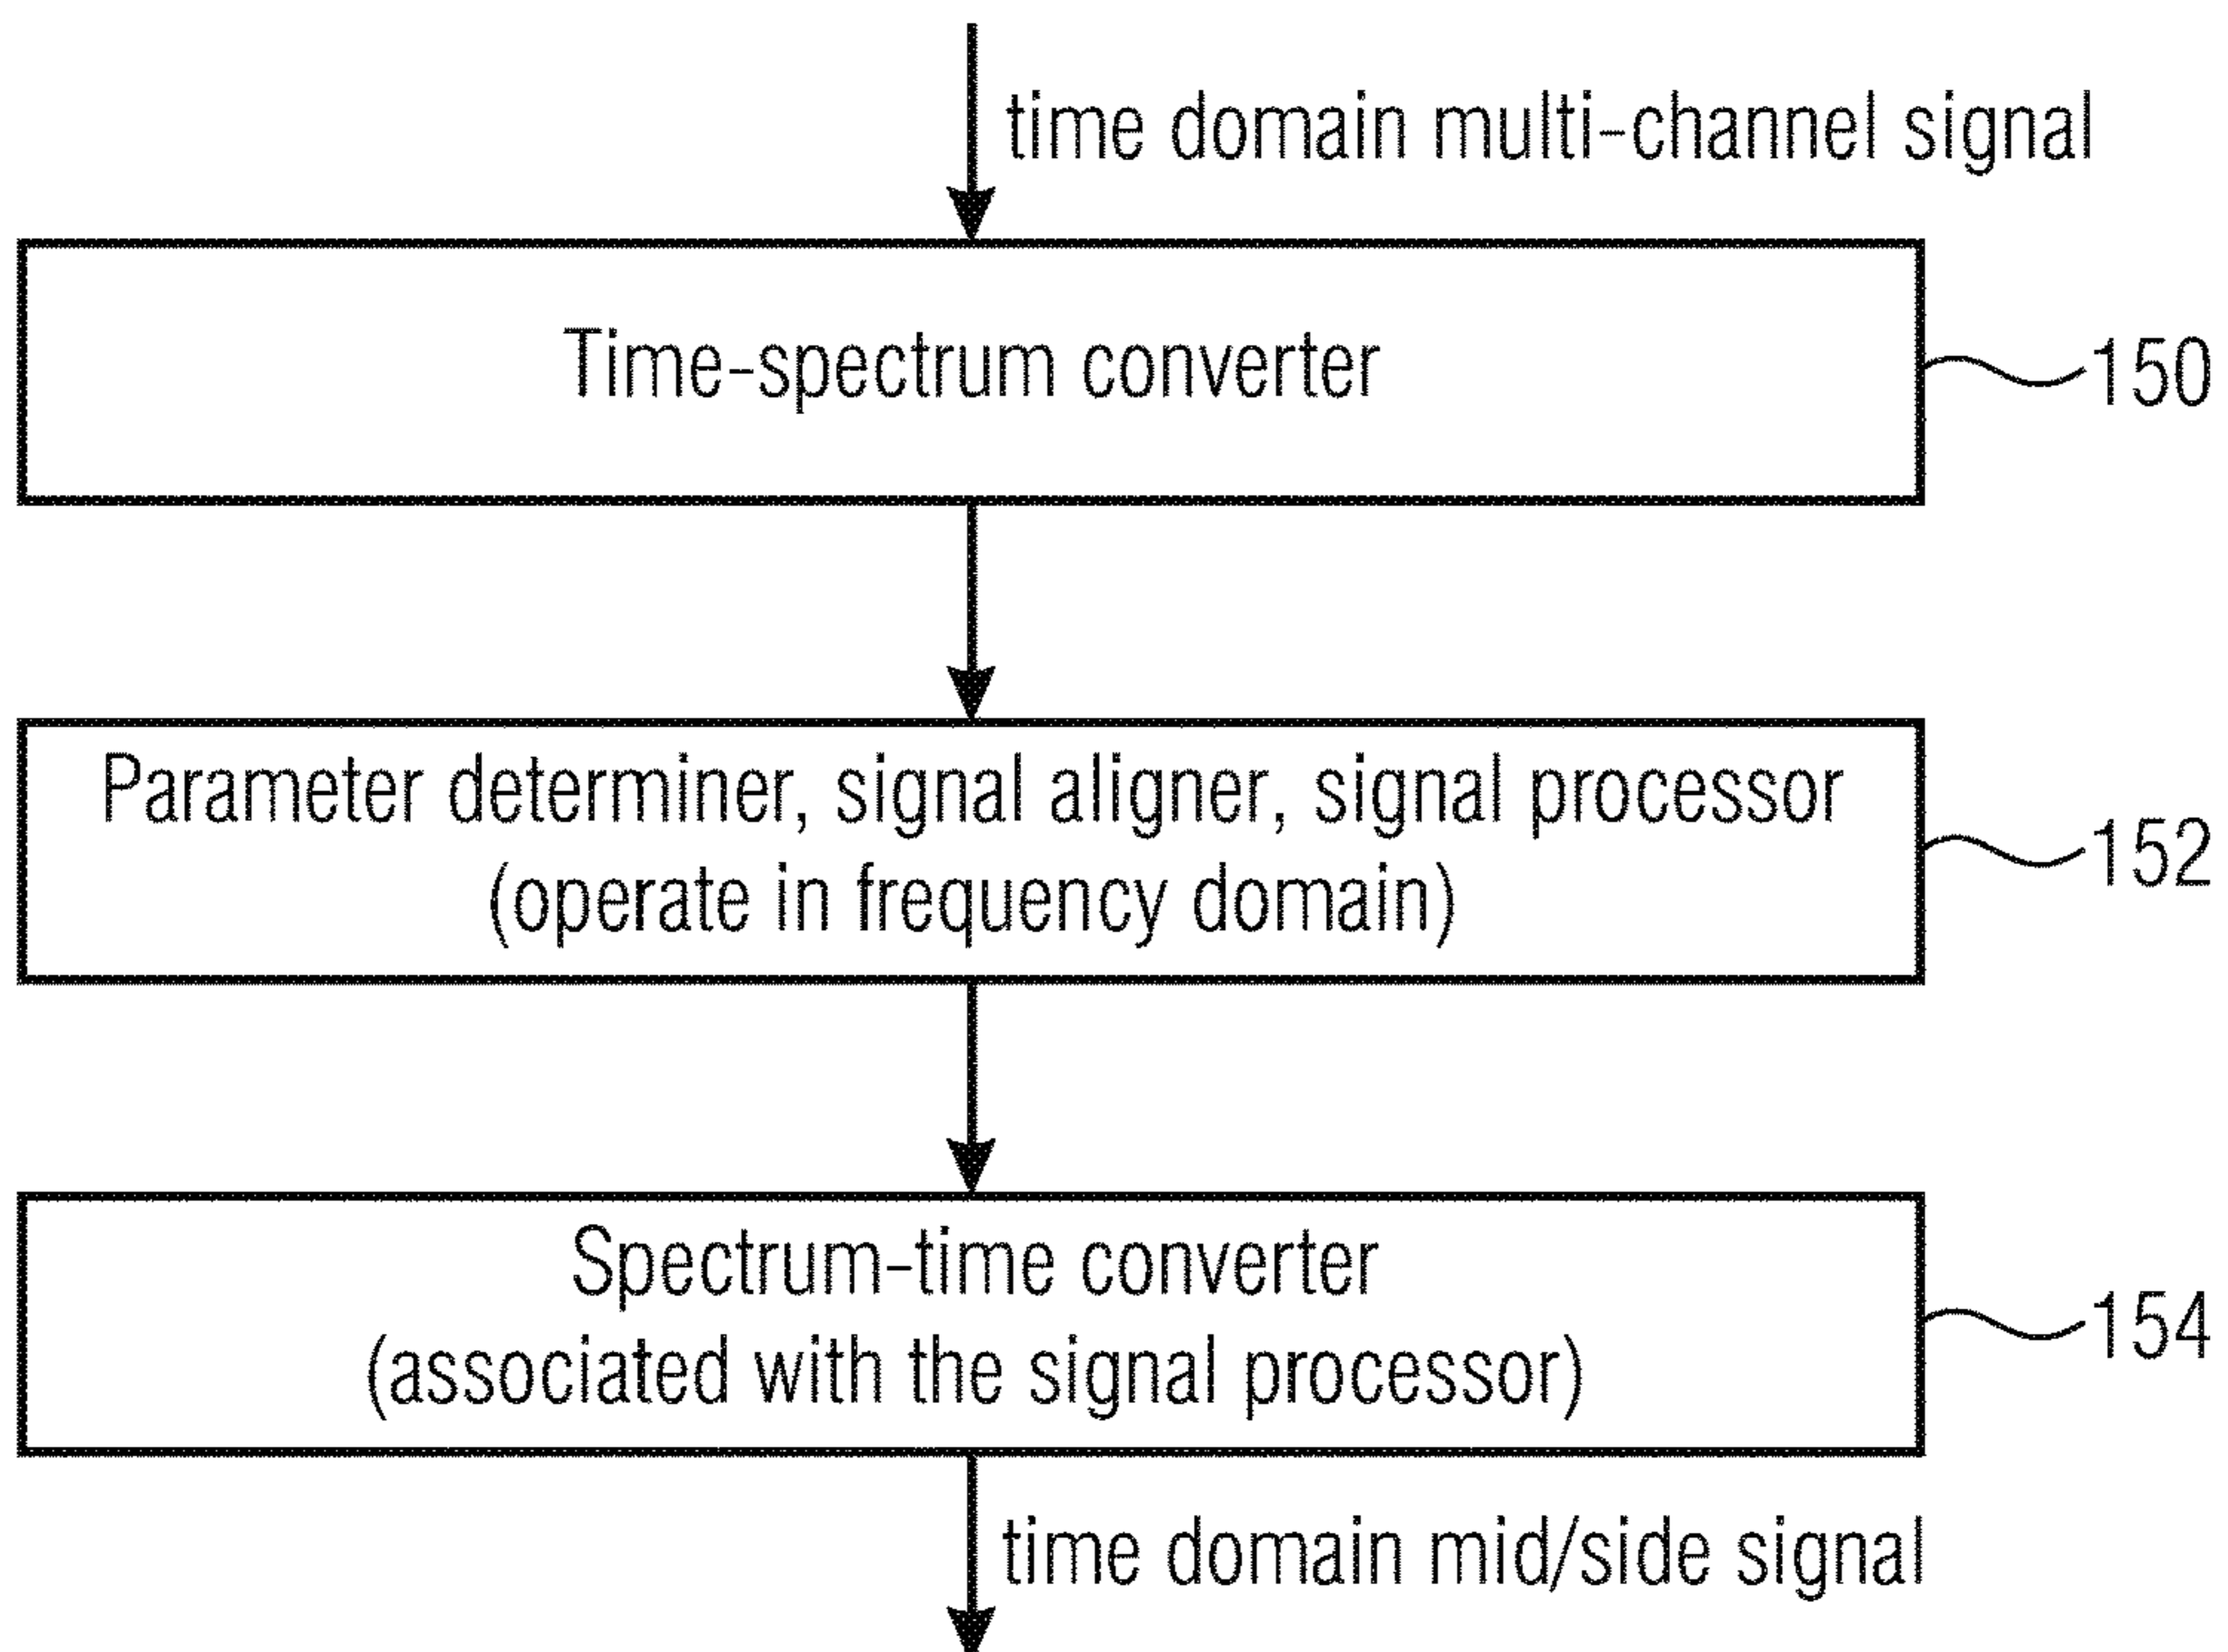 time domain multi-channel signal
Time-spectrum converter
150
Parameter determiner, signal aligner, signal processor
(operate in frequency domain)
152
Spectrum-time converter
(associated with the signal processor)
154
time domain mid/side signal